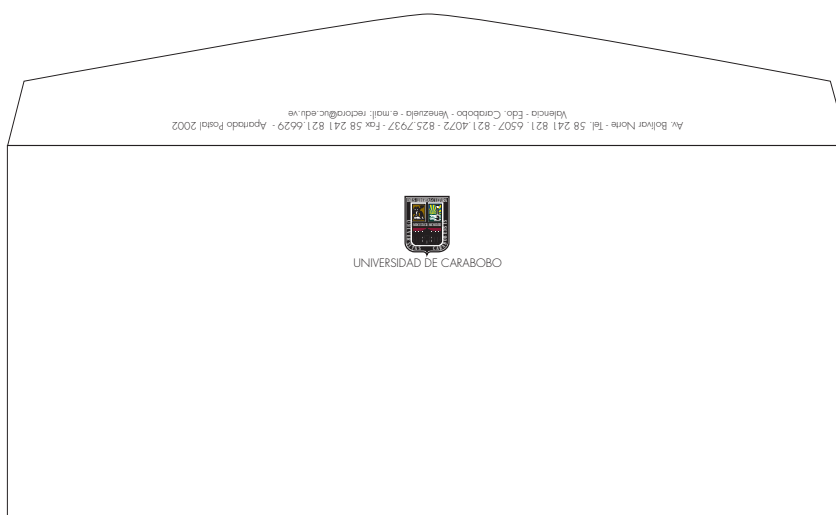 Av. Bolívar Norte - Tel. 58 241 821. 6507 - 821.4072 - 825.7937 - Fax 58 241 821.6629 - Apartado Postal 2002
Valencia - Edo. Carabobo - Venezuela - e.mail: rectora@uc.edu.ve
UNIVERSIDAD DE CARABOBO